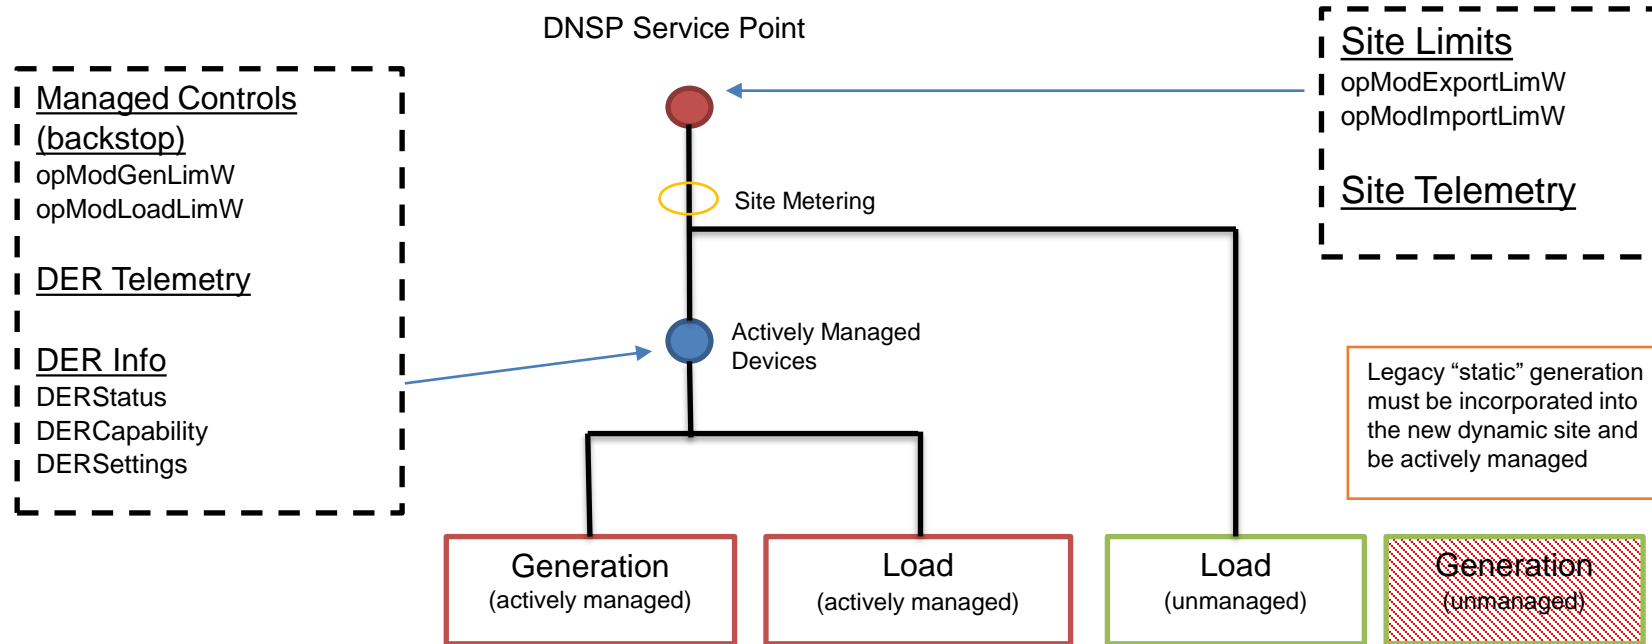 DNSP Service Point
Managed Controls
(backstop)
opModGenLimW
opModLoadLimW
DER Telemetry
DER Info
DERStatus
DERCapability
DERSettings
Site Limits
opModExportLimW
opModImportLimW
Site Telemetry
Site Metering
Actively Managed
Devices
Legacy “static” generation
must be incorporated into
the new dynamic site and
be actively managed
Generation
(actively managed)
Load
(actively managed)
Load
(unmanaged)
Generation
(unmanaged)